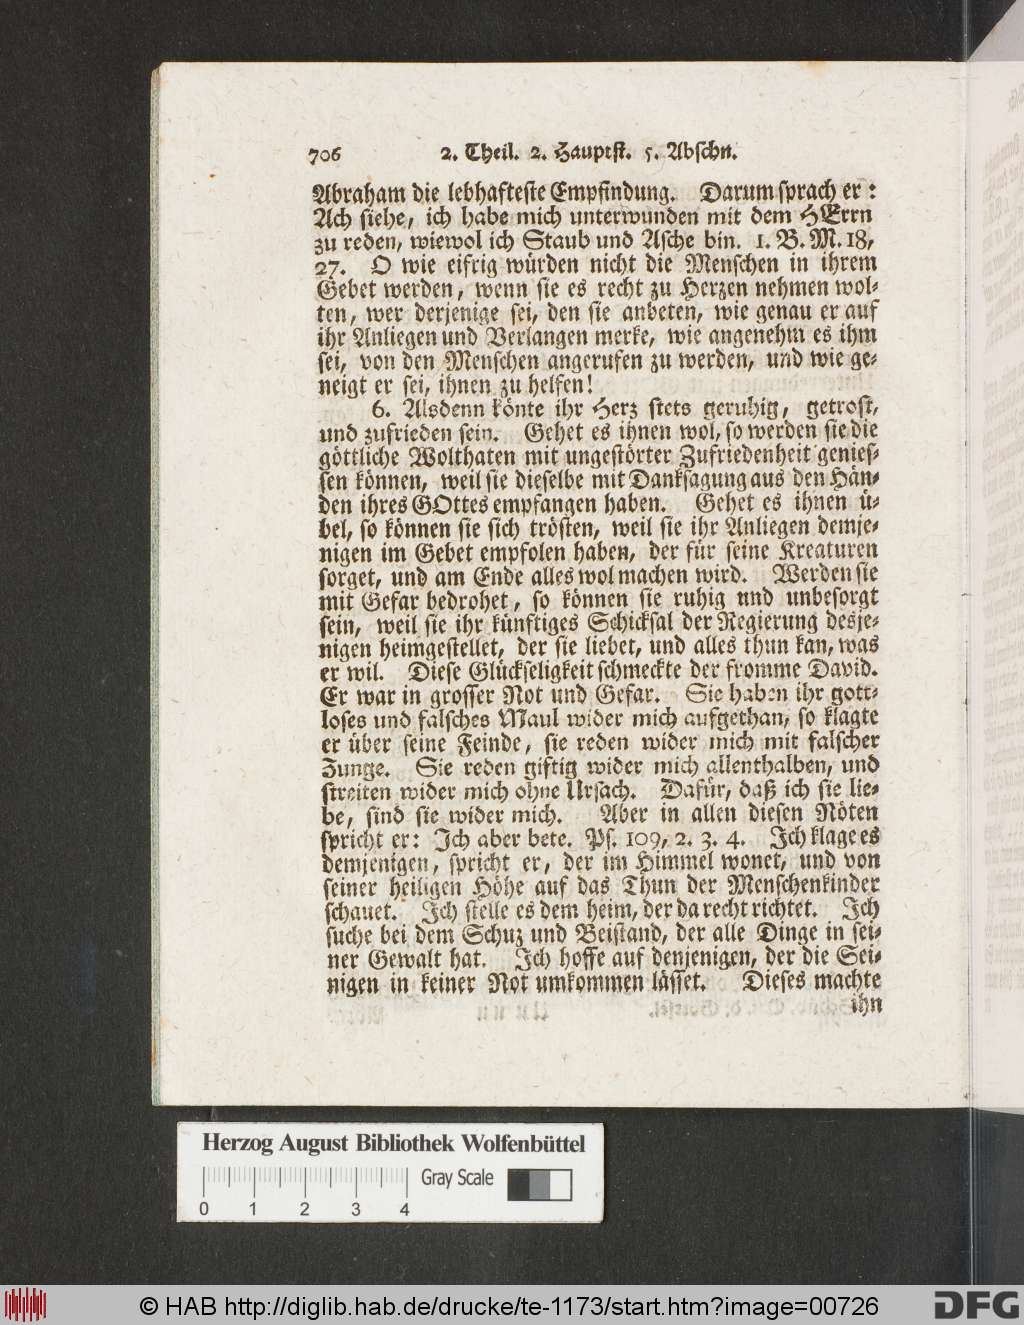 706 2. Theil. 2. Hauptst. 5. Abschn.
Abraham die lebhafteste Empfindung. Darum sprach er:
Ach siehe, ich habe mich unterwunden mit dem HErrn
zu reden, wiewol ich Staub und Asche bin. 1. B. M. 18,
27. O wie eifrig würden nicht die Menschen in ihrem
Gebet werden, wenn sie es recht zu Herzen nehmen wol-
ten, wer derjenige sei, den sie anbeten, wie genau er auf
ihr Anliegen und Verlangen merke, wie angenehm es ihm
sei, von den Menschen angerufen zu werden, und wie ge-
neigt er sei, ihnen zu helfen!
6. Alsdenn könte ihr Herz stets geruhig, getrost,
und zufrieden sein. Gehet es ihnen wol, so werden sie die
göttliche Wolthaten mit ungestörter Zufriedenheit genies-
sen können, weil sie dieselbe mit Danksagung aus den Hän-
den ihres GOttes empfangen haben. Gehet es ihnen ü-
bel, so können sie sich trösten, weil sie ihr Anliegen demje-
nigen im Gebet empfolen haben, der für seine Kreaturen
sorget, und am Ende alles wol machen wird. Werden sie
mit Gefar bedrohet, so können sie ruhig und unbesorgt
sein, weil sie ihr künftiges Schicksal der Regierung desje-
nigen heimgestellet, der sie liebet, und alles thun kan, was
er wil. Diese Glückseligkeit schmeckte der fromme David.
Er war in grosser Not und Gefar. Sie haben ihr gott-
loses und falsches Maul wider mich aufgethan, so klagte
er über seine Feinde, sie reden wider mich mit falscher
Zunge. Sie reden giftig wider mich allenthalben, und
streiten wider mich ohne Ursach. Dafür, daß ich sie lie-
be, sind sie wider mich. Aber in allen diesen Nöten
spricht er: Ich aber bete. Ps. 109, 2. 3. 4. Ich klage es
demjenigen, spricht er, der im Himmel wonet, und von
seiner heiligen Höhe auf das Thun der Menschenkinder
schauet. Ich stelle es dem heim, der da recht richtet. Ich
suche bei dem Schuz und Beistand, der alle Dinge in sei-
ner Gewalt hat. Ich hoffe auf denjenigen, der die Sei-
nigen in keiner Not umkommen lässet. Dieses machte
ihn
Herzog August Bibliothek Wolfenbüttel
Gray Scale
0 1 2 3 4
© HAB http://diglib.hab.de/drucke/te-1173/start.htm?image=00726
DFG